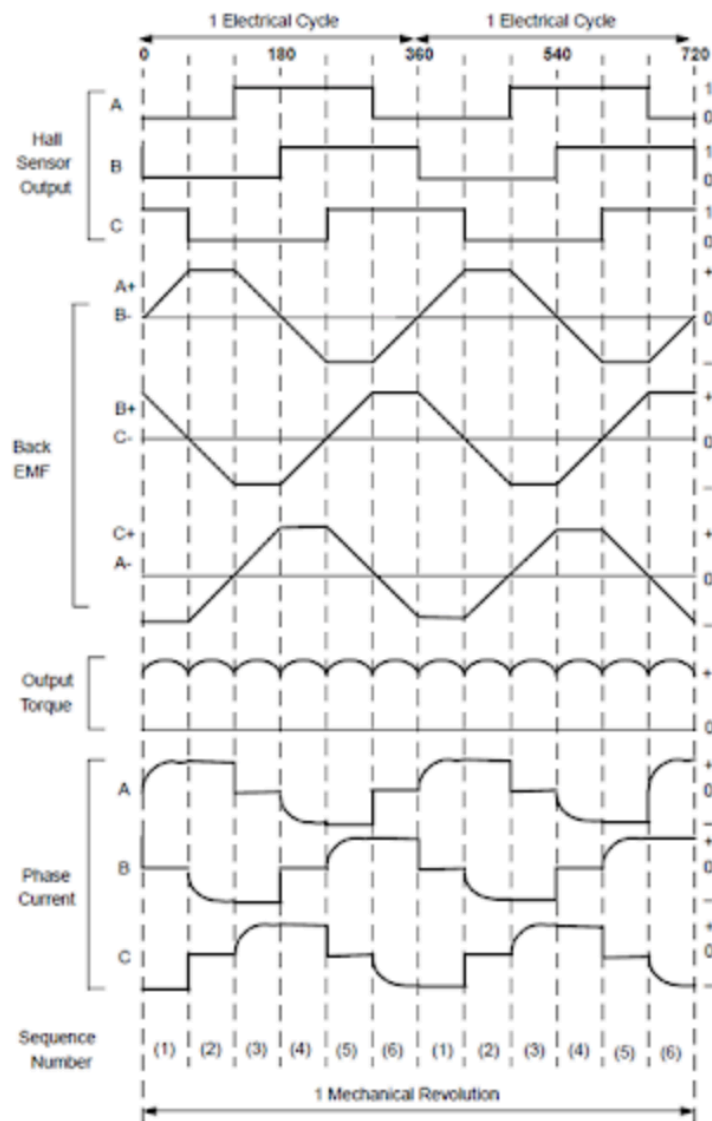 1 Electrical Cycle 1 Electrical Cycle
0 180 360 540 720
A 1
0
Hall
Sensor
Output
B 1
0
C 1
0
A+ +
B- 0
–
B+ +
C- 0
–
Back
EMF
C+ +
A- 0
–
Output
Torque
+
0
A +
0
–
B +
0
–
Phase
Current
C +
0
–
Sequence
Number
(1) (2) (3) (4) (5) (6) (1) (2) (3) (4) (5) (6)
1 Mechanical Revolution